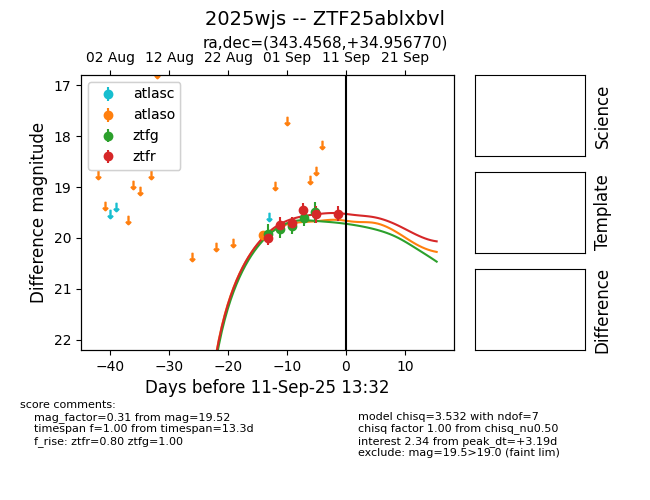 2025wjs -- ZTF25ablxbvl
ra,dec=(343.4568,+34.956770)
02 Aug 12 Aug 22 Aug 01 Sep 11 Sep 21 Sep
17
18
19
20
21
22
Difference magnitude
atlasc
atlaso
ztfg
ztfr
−40 −30 −20 −10 0 10
Days before 11-Sep-25 13:32
Science
Template
Difference
score comments:
mag_factor=0.31 from mag=19.52
timespan f=1.00 from timespan=13.3d
f_rise: ztfr=0.80 ztfg=1.00
model chisq=3.532 with ndof=7
chisq factor 1.00 from chisq_nu0.50
interest 2.34 from peak_dt=+3.19d
exclude: mag=19.5>19.0 (faint lim)